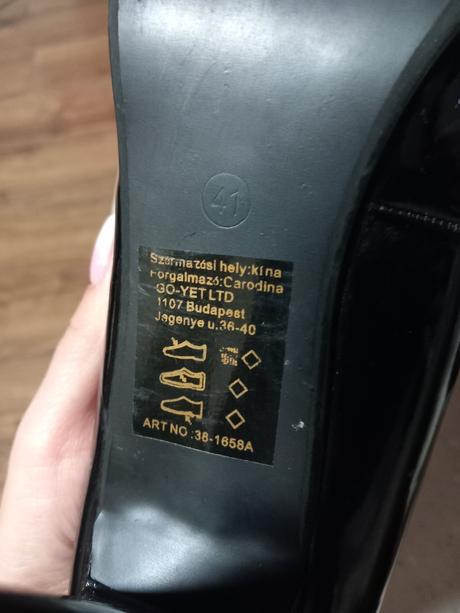 41
Származási hely:kína
Forgalmazó:Carodina
GO-YET LTD
1107 Budapest
Jegenye u.36-40
ART NO :38-1658A